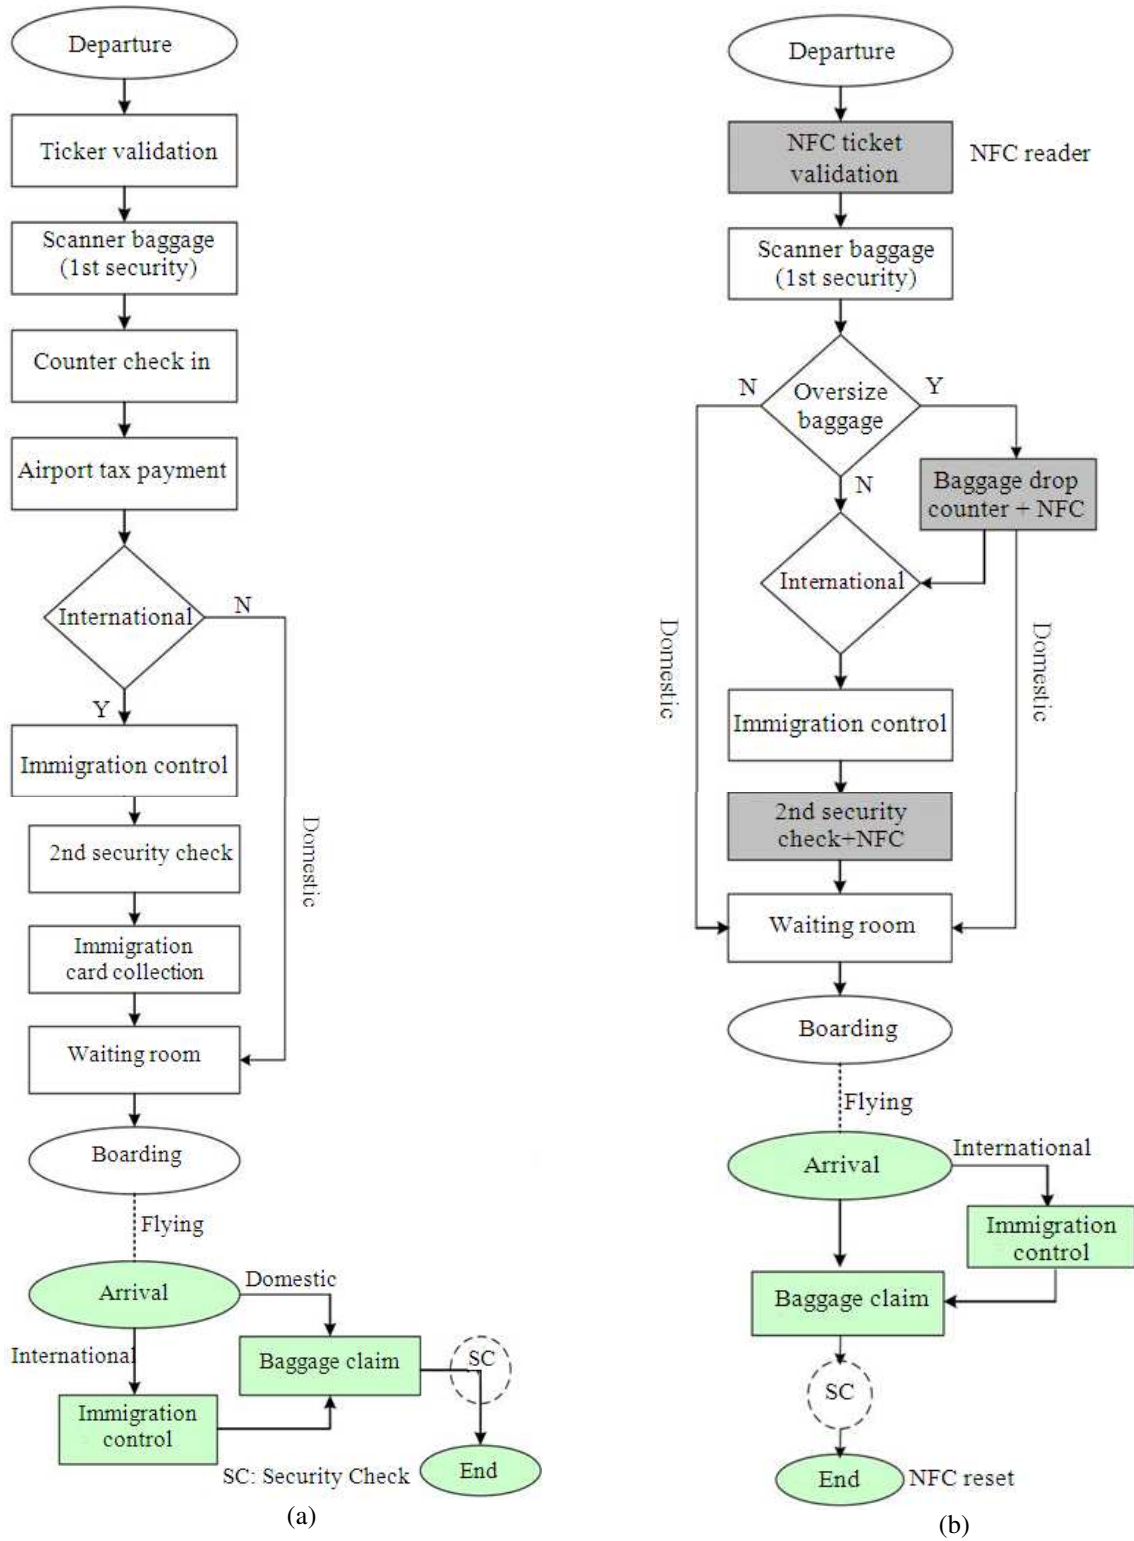 Departure
Ticker validation
Scanner baggage
(1st security)
Counter check in
Airport tax payment
International
N
Y
Immigration control
Domestic
2nd security check
Immigration
card collection
Waiting room
Boarding
Flying
Arrival
Domestic
International
Baggage claim
SC
Immigration
control
SC: Security Check
End
(a)
Departure
NFC ticket
validation
NFC reader
Scanner baggage
(1st security)
N
Oversize
baggage
Y
N
Baggage drop
counter + NFC
International
Domestic
Domestic
Immigration control
2nd security
check+NFC
Waiting room
Boarding
Flying
Arrival
International
Immigration
control
Baggage claim
SC
End
NFC reset
(b)